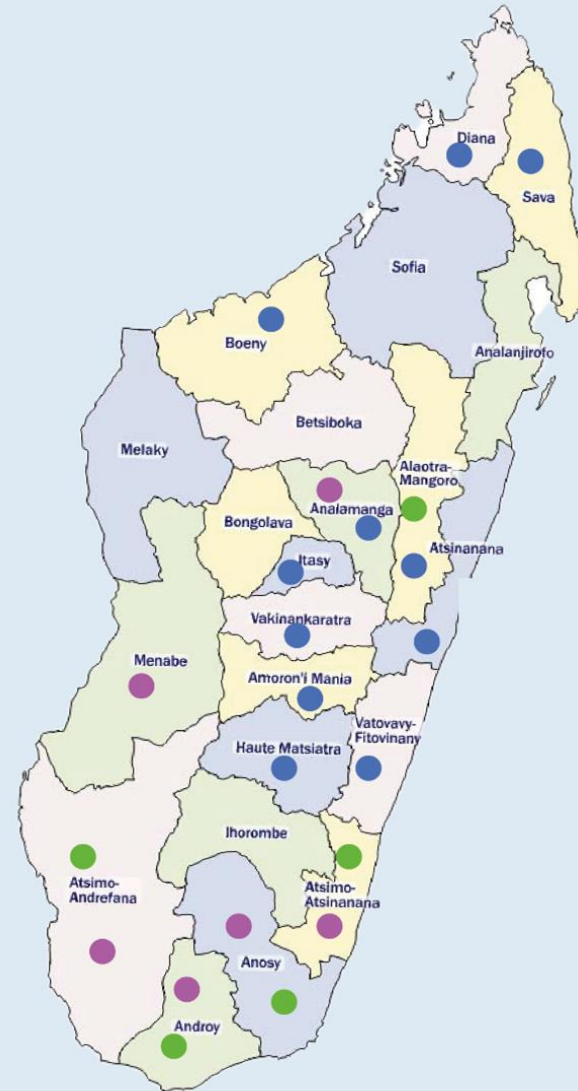 Diana
Sava
Sofia
Analanjirofo
Boeny
Betsiboka
Melaky
Alaotra-
Mangoro
Analamanga
Bongolava
Atsinanana
Itasy
Vakinankaratra
Menabe
Amoron'i Mania
Vatovavy-
Fitovinany
Haute Matsiatra
Ihorombe
Atsimo-
Andrefana
Atsimo-
Atsinanana
Anosy
Androy